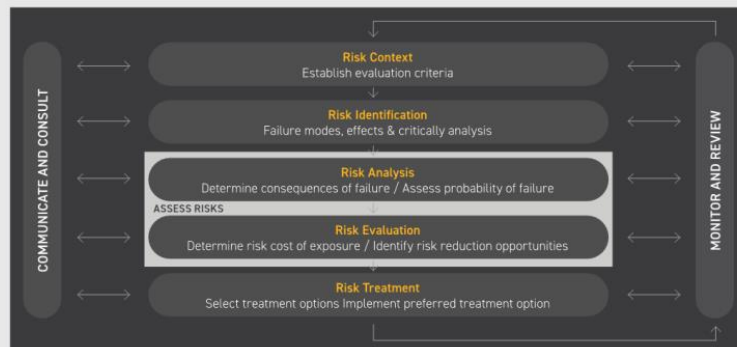 COMMUNICATE AND CONSULT
Risk Context
Establish evaluation criteria
Risk Identification
Failure modes, effects & critically analysis
Risk Analysis
Determine consequences of failure / Assess probability of failure
ASSESS RISKS
Risk Evaluation
Determine risk cost of exposure / Identify risk reduction opportunities
Risk Treatment
Select treatment options Implement preferred treatment option
MONITOR AND REVIEW